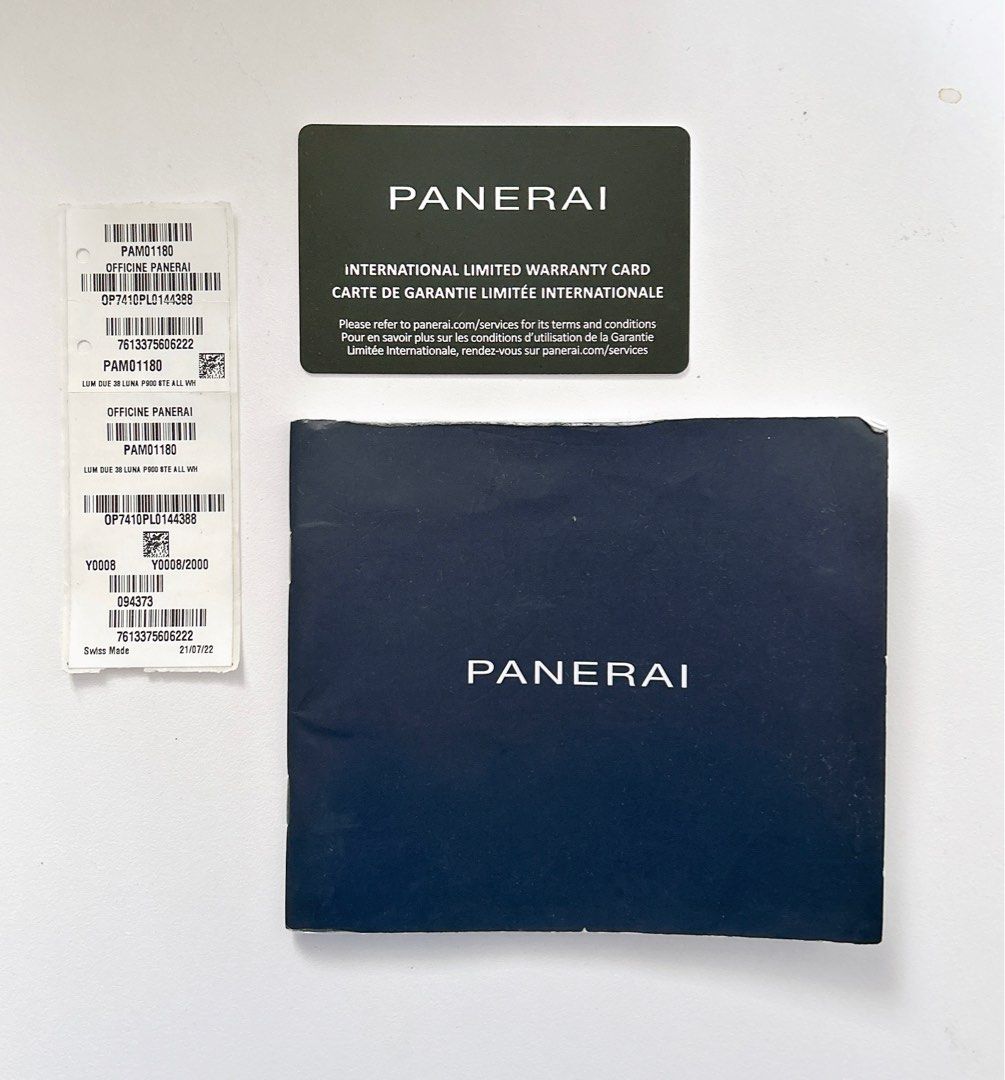 PAM01180
OFFICINE PANERAI
OP7410PL0144388
7613375606222
PAM01180
LUM DUE 38 LUNA P900 STE ALL WH
OFFICINE PANERAI
PAM01180
LUM DUE 38 LUNA P900 STE ALL WH
OP7410PL0144388
Y0008 Y0008/2000
094373
7613375606222
Swiss Made 21/07/22
PANERAI
INTERNATIONAL LIMITED WARRANTY CARD
CARTE DE GARANTIE LIMITÉE INTERNATIONALE
Please refer to panerai.com/services for its terms and conditions
Pour en savoir plus sur les conditions d'utilisation de la Garantie
Limitée Internationale, rendez-vous sur panerai.com/services
PANERAI